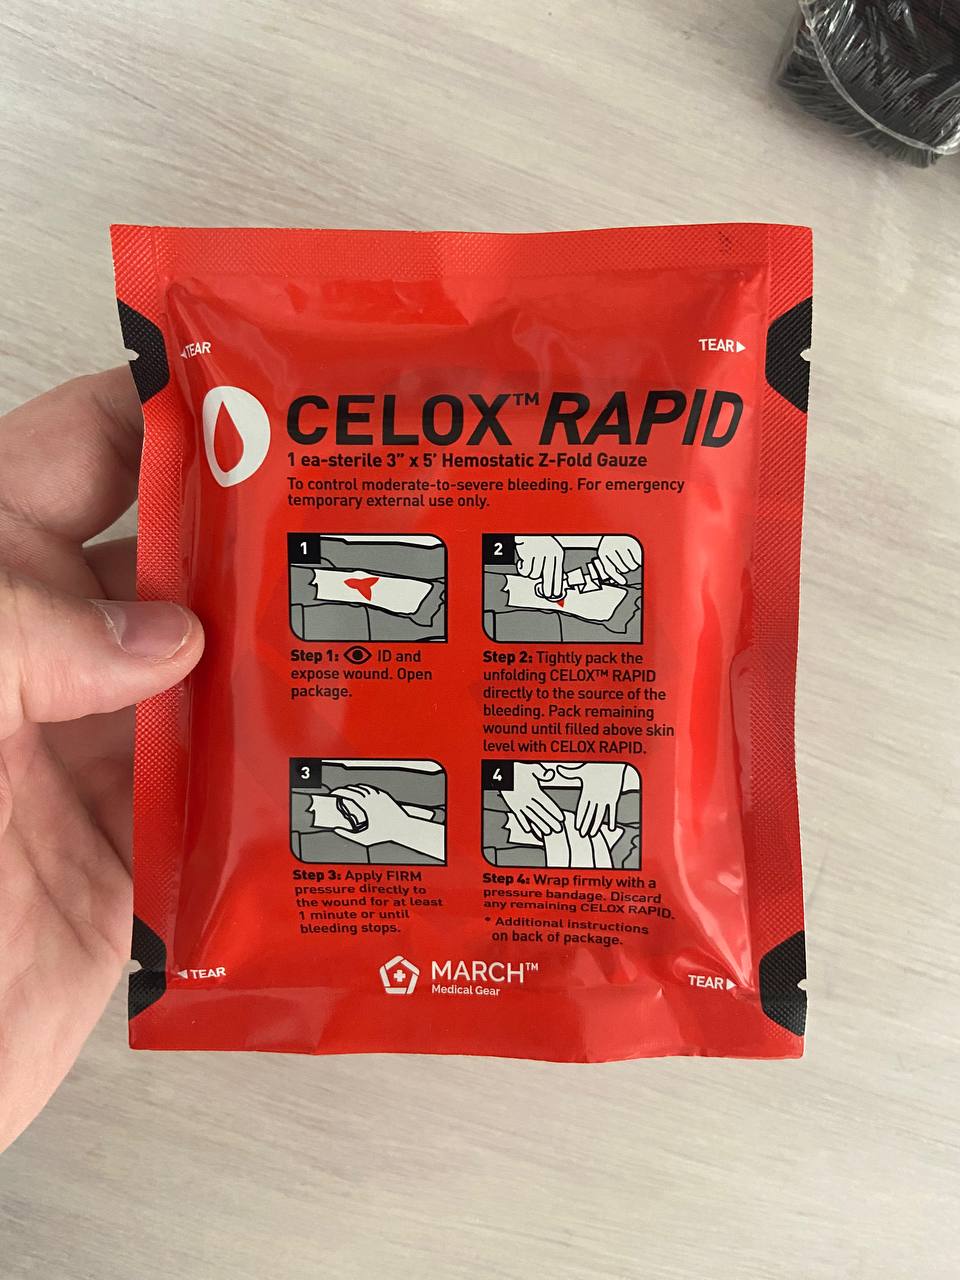 ◀TEAR
TEAR▶
CELOX™ RAPID
1 ea-sterile 3” x 5’ Hemostatic Z-Fold Gauze
To control moderate-to-severe bleeding. For emergency
temporary external use only.
1
Step 1: ID and
expose wound. Open
package.
2
Step 2: Tightly pack the
unfolding CELOX™ RAPID
directly to the source of the
bleeding. Pack remaining
wound until filled above skin
level with CELOX RAPID.
3
Step 3: Apply FIRM
pressure directly to
the wound for at least
1 minute or until
bleeding stops.
4
Step 4: Wrap firmly with a
pressure bandage. Discard
any remaining CELOX RAPID.
* Additional instructions
on back of package.
◀TEAR
MARCH™
Medical Gear
TEAR▶